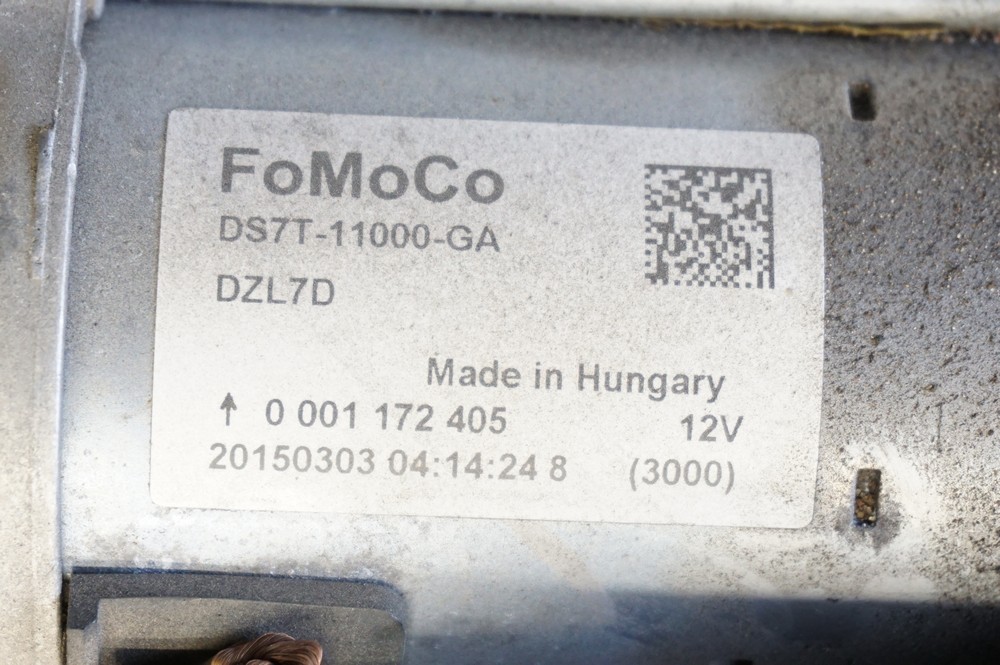 FoMoCo
DS7T-11000-GA
DZL7D
Made in Hungary
↑ 0 001 172 405 12V
20150303 04:14:24 8 (3000)